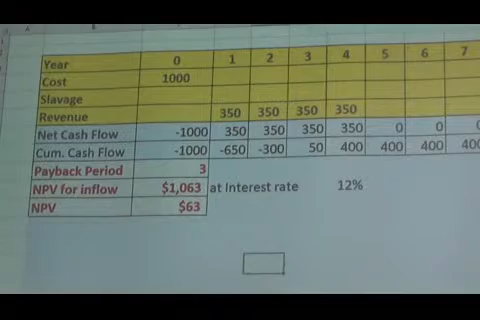 Year 0 1 2 3 4 5 6 7
Cost 1000
Slavage
Revenue 350 350 350 350
Net Cash Flow -1000 350 350 350 350 0 0 0
Cum. Cash Flow -1000 -650 -300 50 400 400 400 400
Payback Period 3
NPV for inflow $1,063 at Interest rate 12%
NPV $63